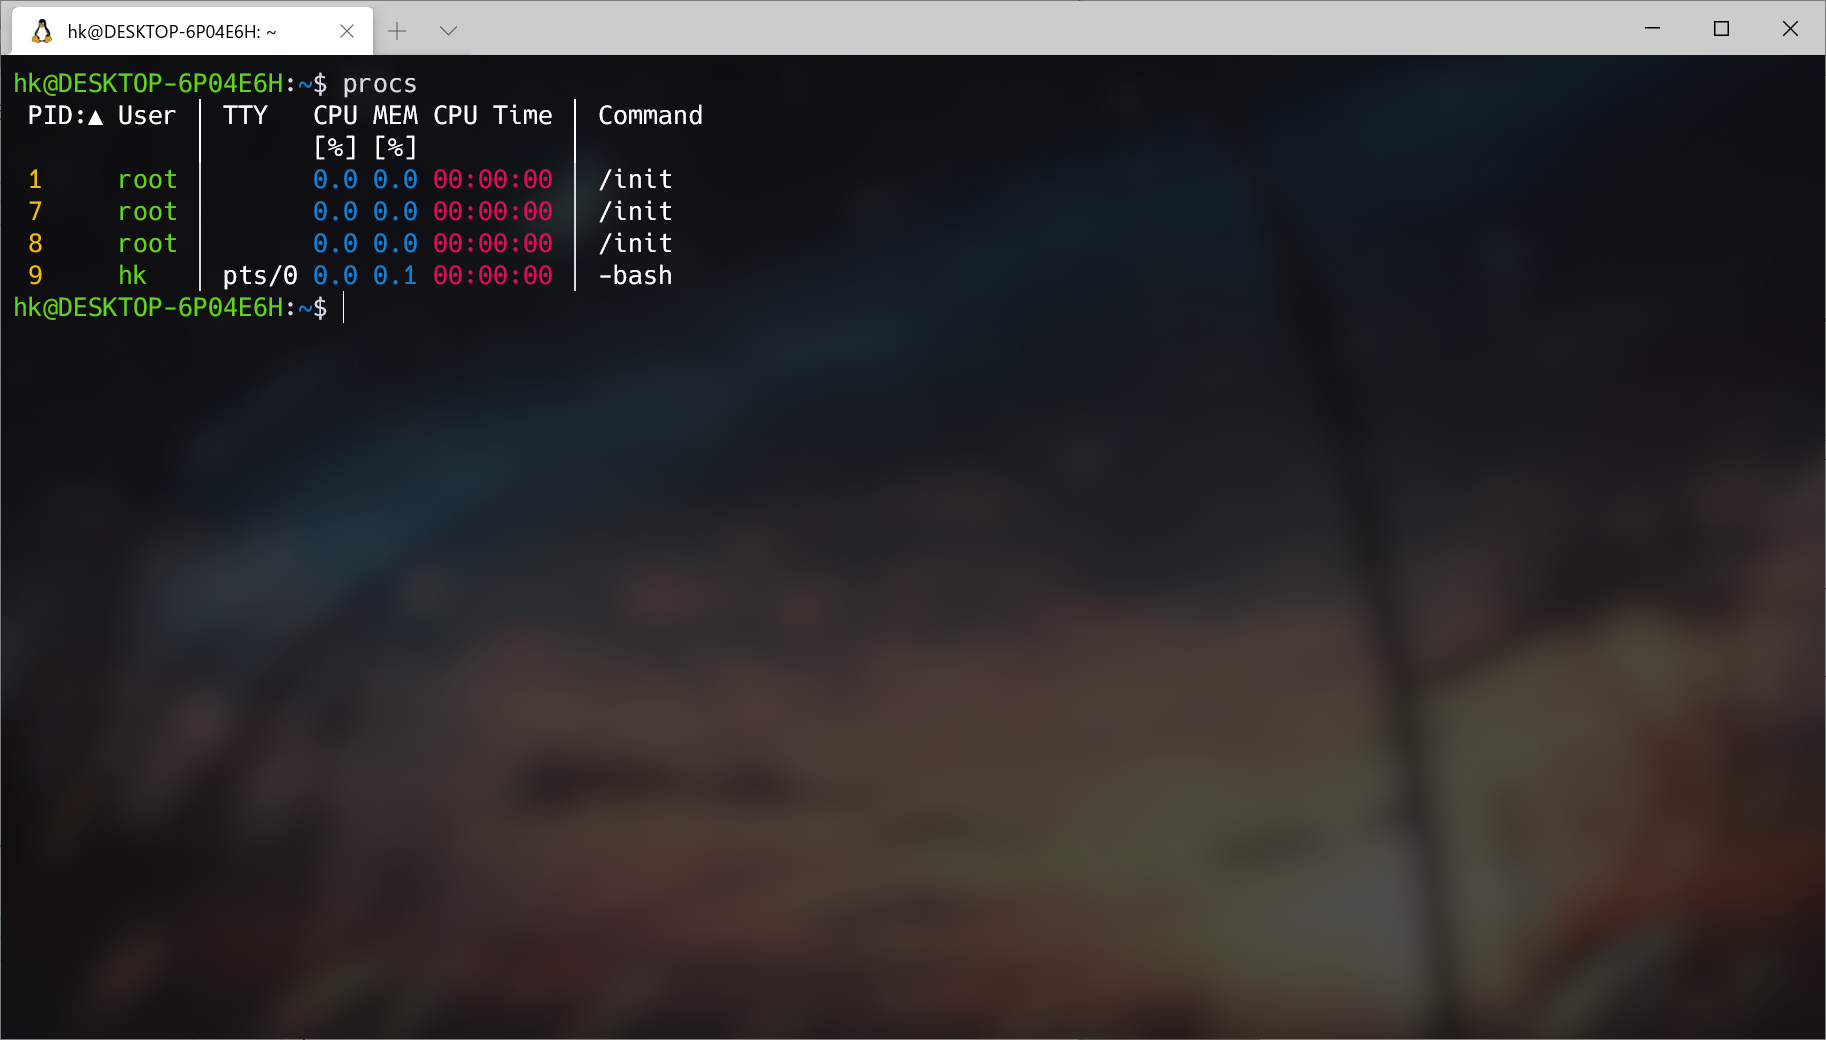 hk@DESKTOP-6P04E6H: ~
hk@DESKTOP-6P04E6H:~$ procs
PID:▲ User │ TTY CPU MEM CPU Time │ Command
│ [%] [%] │
1 root │ 0.0 0.0 00:00:00 │ /init
7 root │ 0.0 0.0 00:00:00 │ /init
8 root │ 0.0 0.0 00:00:00 │ /init
9 hk │ pts/0 0.0 0.1 00:00:00 │ -bash
hk@DESKTOP-6P04E6H:~$